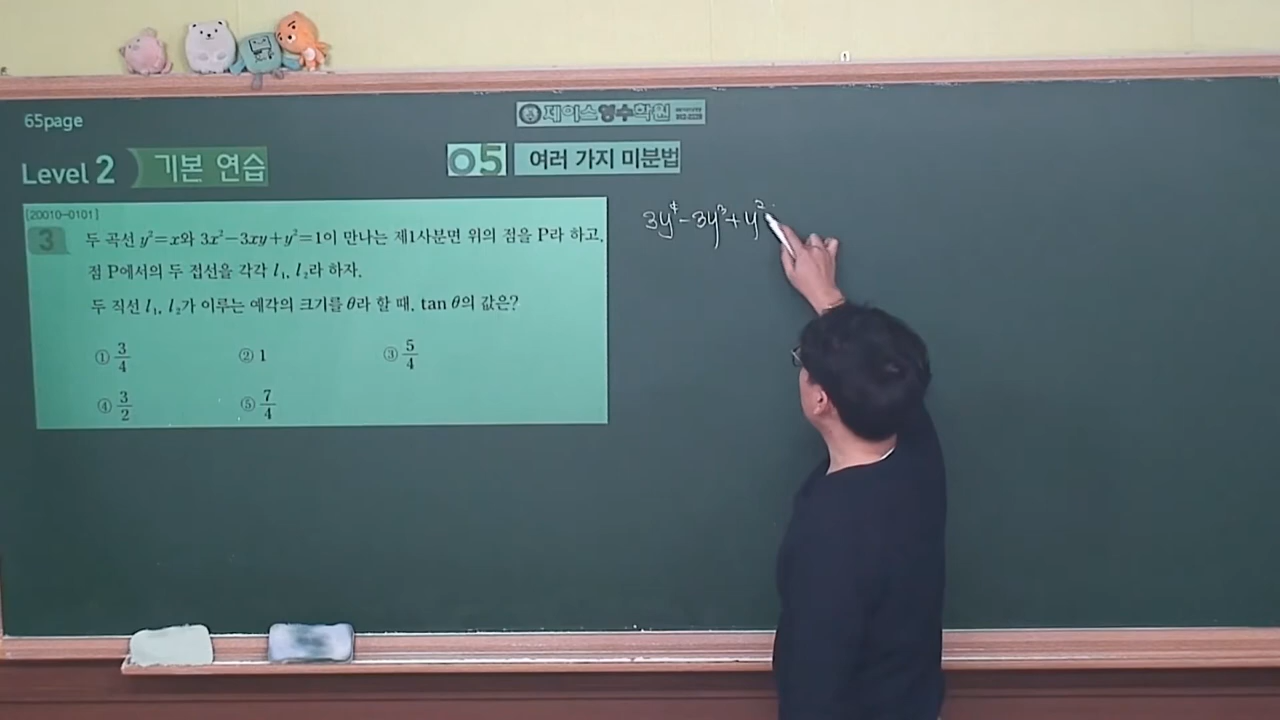 65page
제이스영수학원
Level 2 기본 연습
05 여러 가지 미분법
[20010-0101]
3 두 곡선 y²=x와 3x²-3xy+y²=1이 만나는 제1사분면 위의 점을 P라 하고,
점 P에서의 두 접선을 각각 l₁, l₂라 하자.
두 직선 l₁, l₂가 이루는 예각의 크기를 θ라 할 때, tan θ의 값은?
① 3/4 ② 1 ③ 5/4
④ 3/2 ⑤ 7/4
3y⁴-3y³+y²